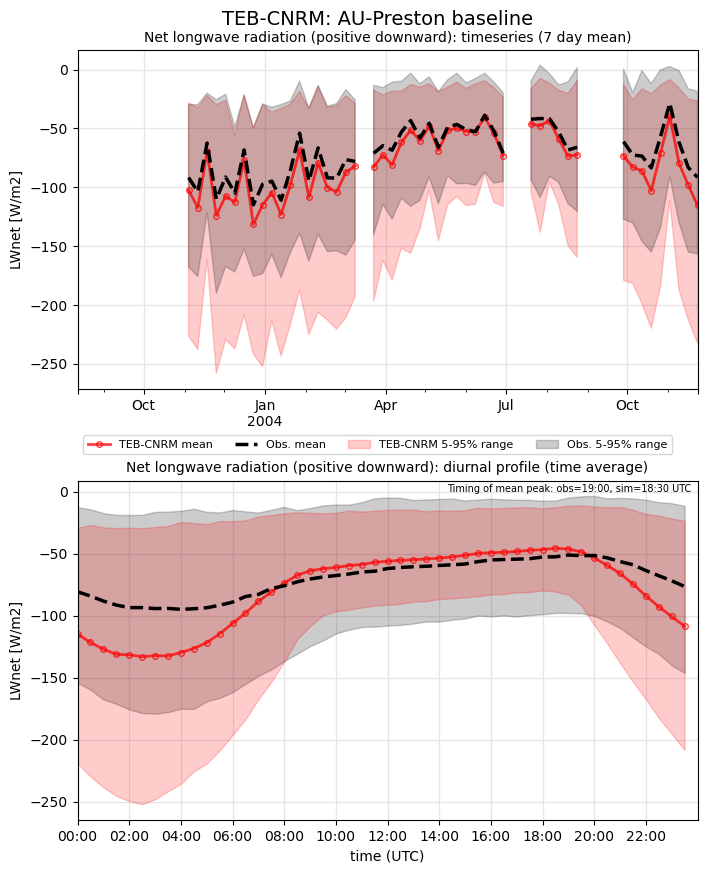 TEB-CNRM: AU-Preston baseline
Net longwave radiation (positive downward): timeseries (7 day mean)
0
−50
−100
−150
−200
−250
LWnet [W/m2]
Oct
Jan
2004
Apr
Jul
Oct
TEB-CNRM mean
Obs. mean
TEB-CNRM 5-95% range
Obs. 5-95% range
Net longwave radiation (positive downward): diurnal profile (time average)
Timing of mean peak: obs=19:00, sim=18:30 UTC
0
−50
−100
−150
−200
−250
LWnet [W/m2]
00:00
02:00
04:00
06:00
08:00
10:00
12:00
14:00
16:00
18:00
20:00
22:00
time (UTC)